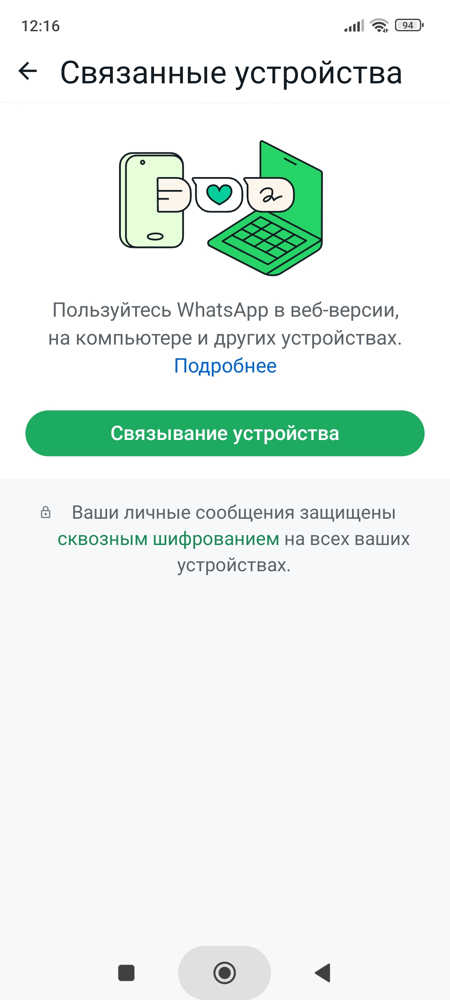 12:16
94
Связанные устройства
Пользуйтесь WhatsApp в веб-версии,
на компьютере и других устройствах.
Подробнее
Связывание устройства
Ваши личные сообщения защищены
сквозным шифрованием на всех ваших
устройствах.